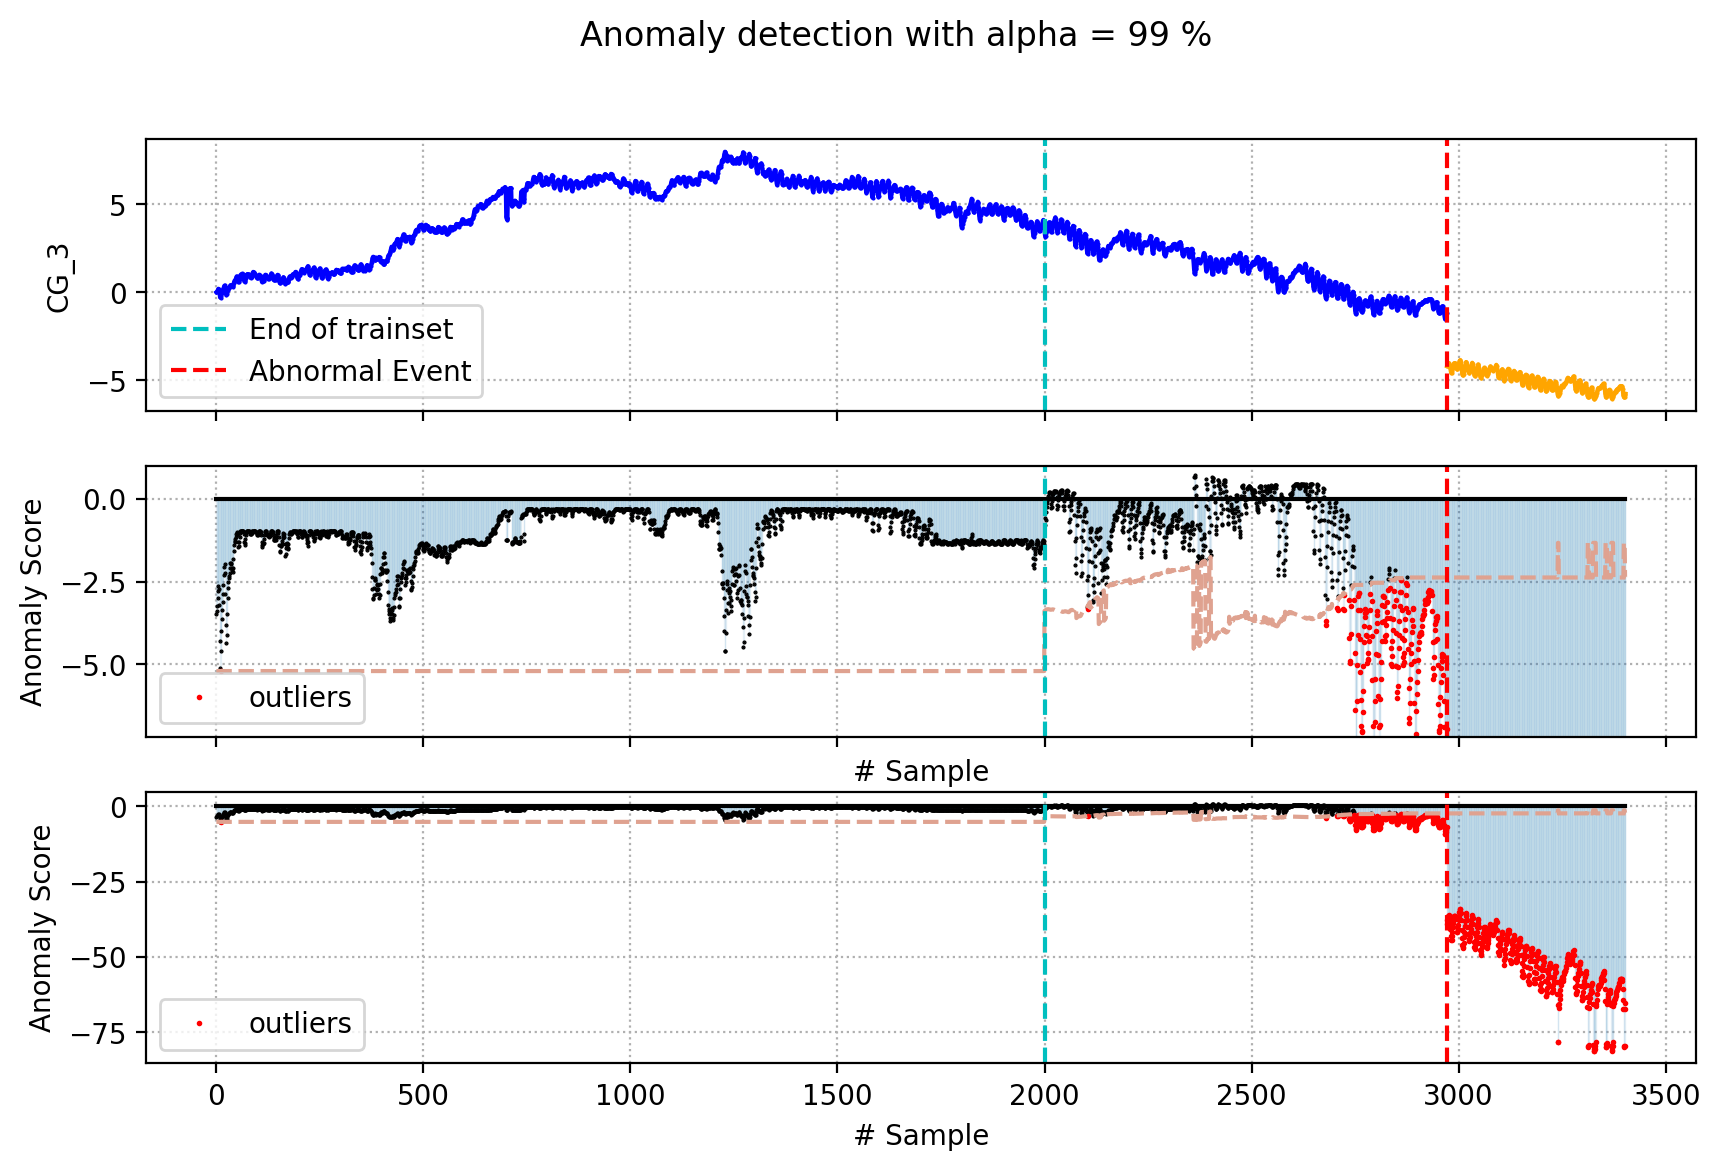 Anomaly detection with alpha = 99 %
CG_3
5
0
−5
End of trainset
Abnormal Event
Anomaly Score
0.0
−2.5
−5.0
outliers
# Sample
Anomaly Score
0
−25
−50
−75
outliers
0 500 1000 1500 2000 2500 3000 3500
# Sample